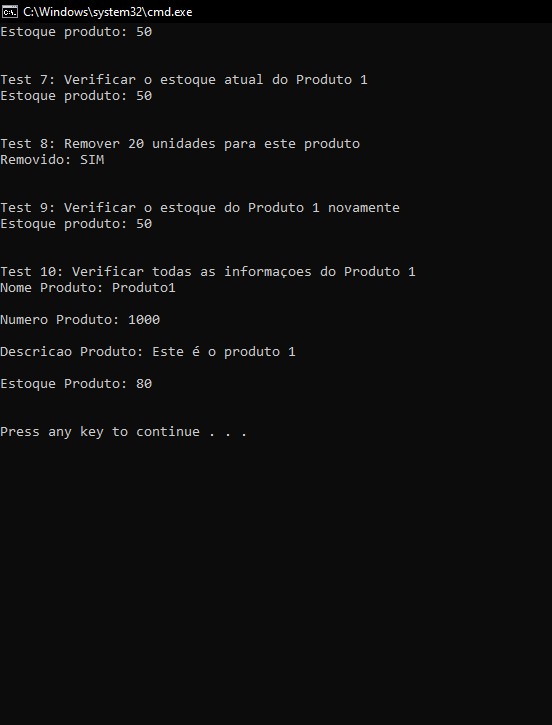 C:\Windows\system32\cmd.exe
Estoque produto: 50
Test 7: Verificar o estoque atual do Produto 1
Estoque produto: 50
Test 8: Remover 20 unidades para este produto
Removido: SIM
Test 9: Verificar o estoque do Produto 1 novamente
Estoque produto: 50
Test 10: Verificar todas as informaçoes do Produto 1
Nome Produto: Produto1
Numero Produto: 1000
Descricao Produto: Este é o produto 1
Estoque Produto: 80
Press any key to continue . . .